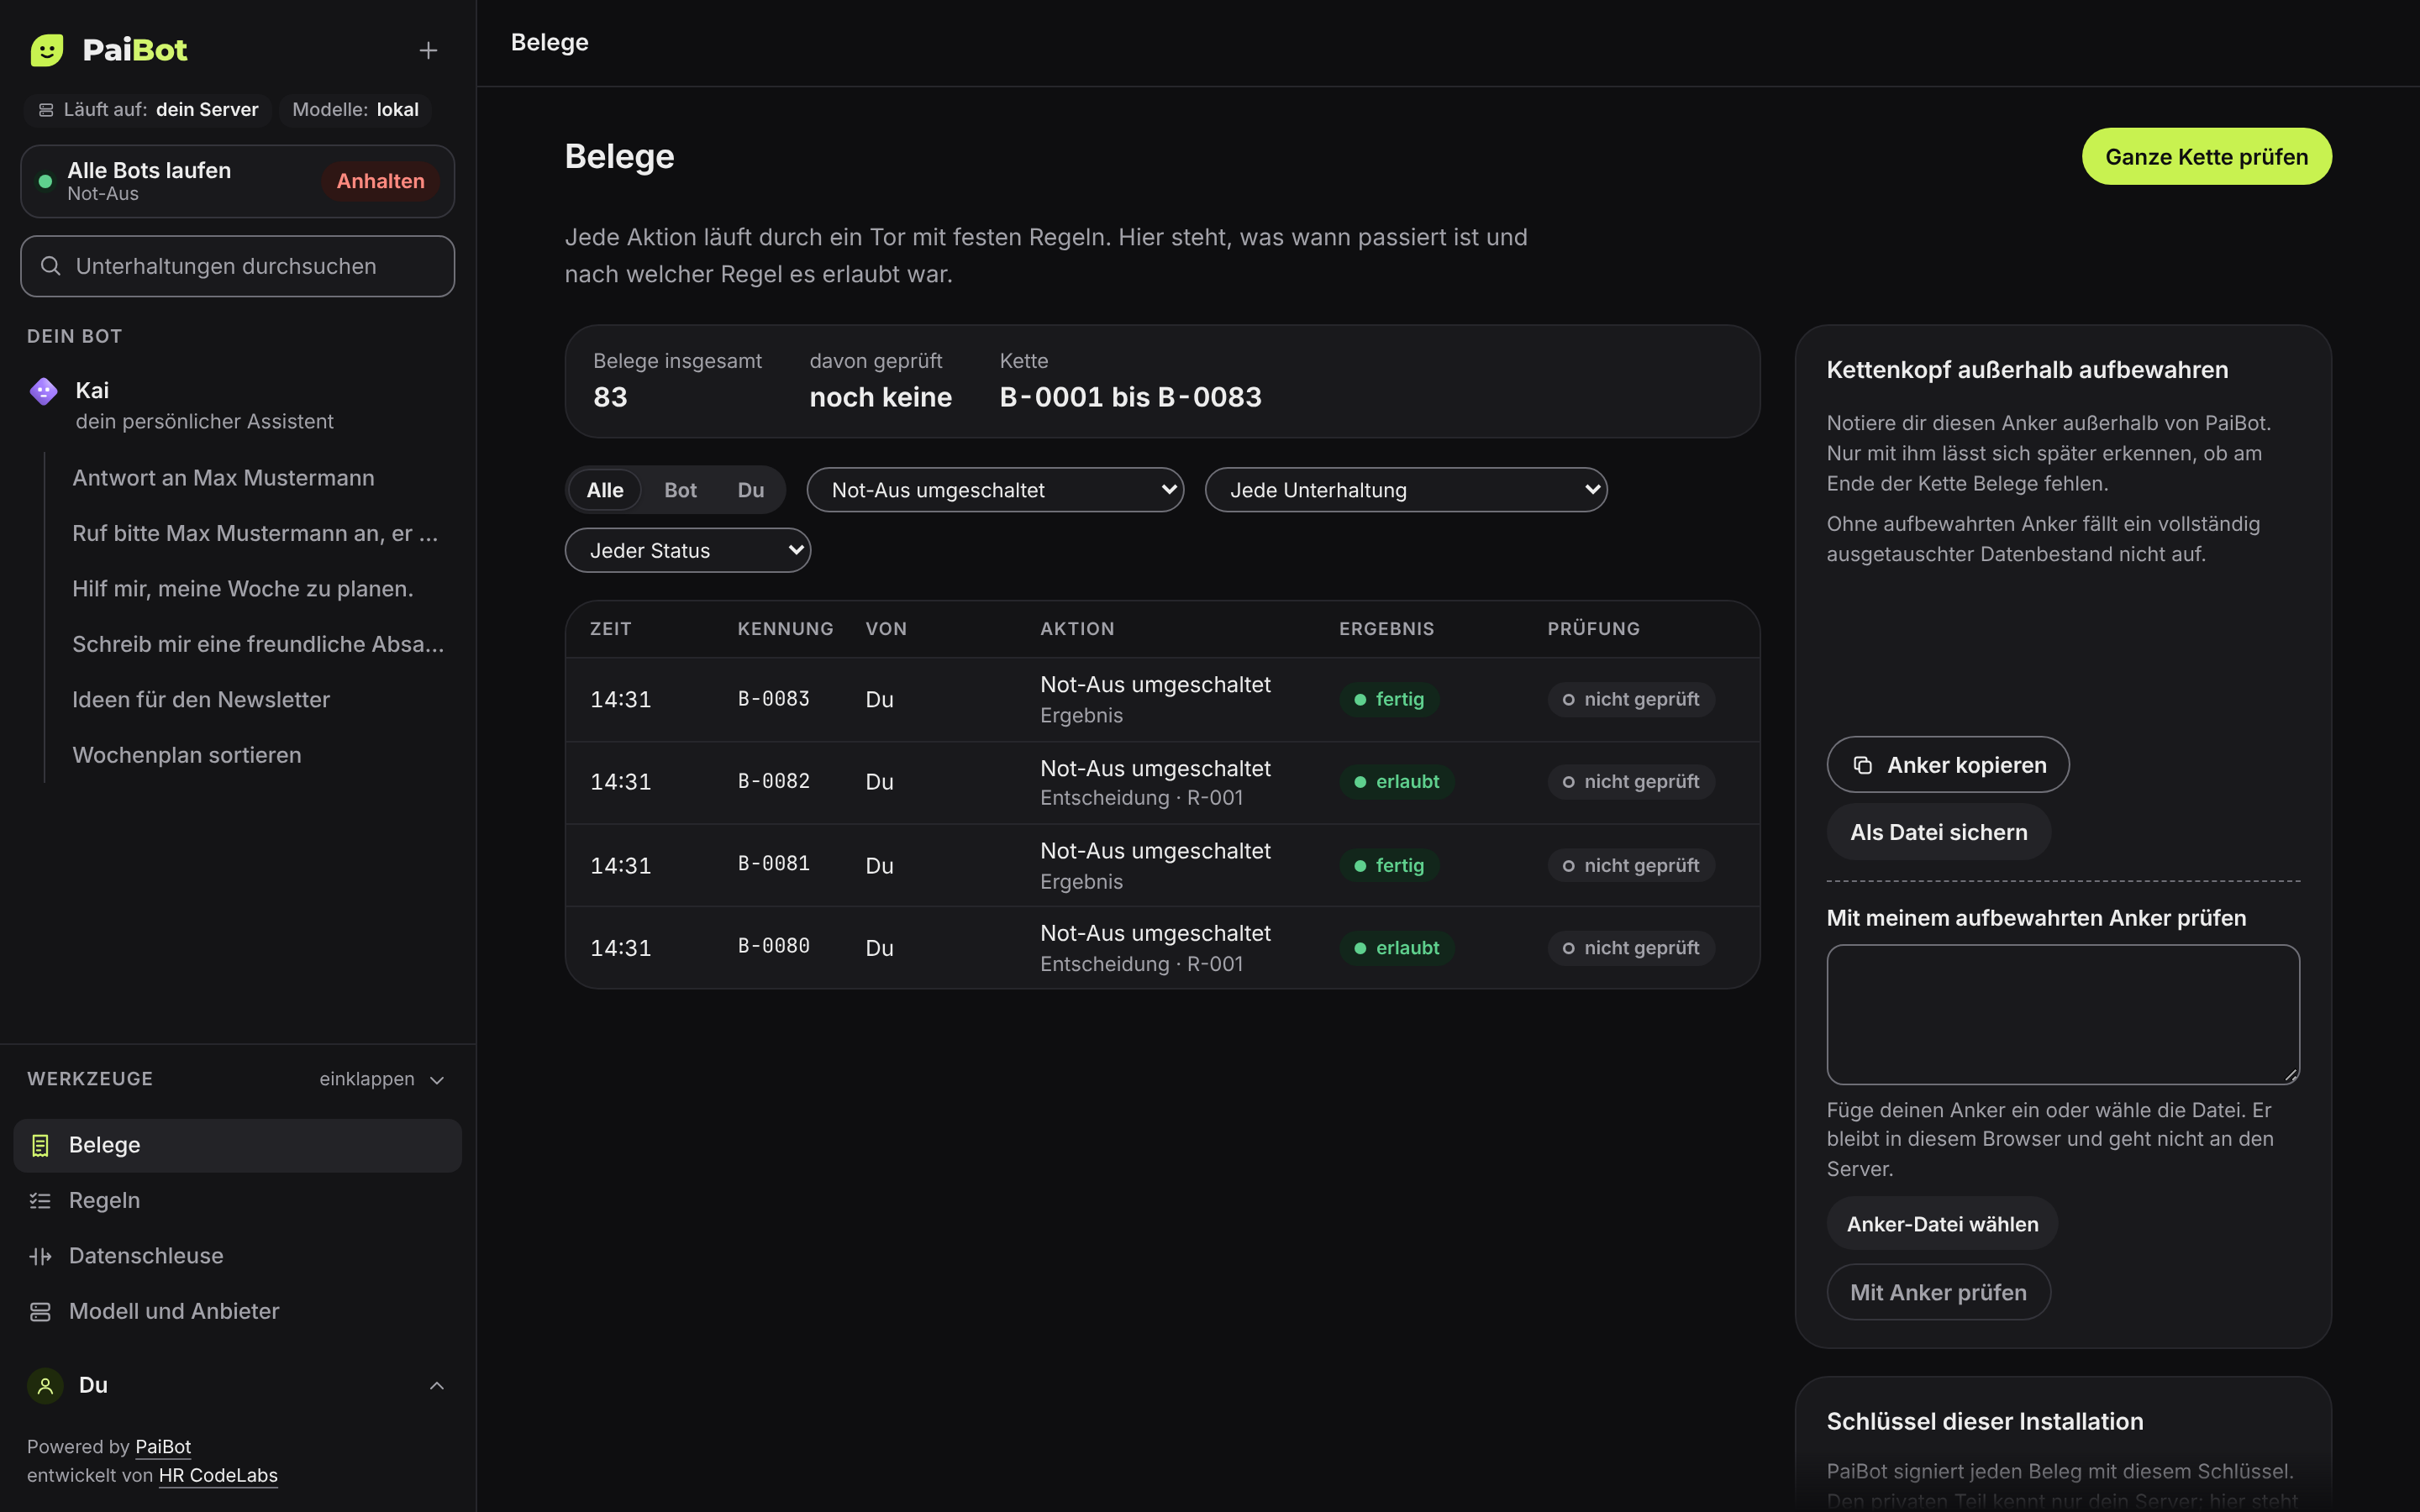 PaiBot
Läuft auf: dein Server
Modelle: lokal
Alle Bots laufen
Not-Aus
Anhalten
Unterhaltungen durchsuchen
DEIN BOT
Kai
dein persönlicher Assistent
Antwort an Max Mustermann
Ruf bitte Max Mustermann an, er ...
Hilf mir, meine Woche zu planen.
Schreib mir eine freundliche Absa...
Ideen für den Newsletter
Wochenplan sortieren
WERKZEUGE
einklappen
Belege
Regeln
Datenschleuse
Modell und Anbieter
Du
Powered by PaiBot
entwickelt von HR CodeLabs
Belege
Belege
Ganze Kette prüfen
Jede Aktion läuft durch ein Tor mit festen Regeln. Hier steht, was wann passiert ist und
nach welcher Regel es erlaubt war.
Belege insgesamt davon geprüft Kette
83 noch keine B-0001 bis B-0083
Alle Bot Du Not-Aus umgeschaltet Jede Unterhaltung
Jeder Status
ZEIT KENNUNG VON AKTION ERGEBNIS PRÜFUNG
14:31 B-0083 Du Not-Aus umgeschaltet fertig nicht geprüft
Ergebnis
14:31 B-0082 Du Not-Aus umgeschaltet erlaubt nicht geprüft
Entscheidung · R-001
14:31 B-0081 Du Not-Aus umgeschaltet fertig nicht geprüft
Ergebnis
14:31 B-0080 Du Not-Aus umgeschaltet erlaubt nicht geprüft
Entscheidung · R-001
Kettenkopf außerhalb aufbewahren
Notiere dir diesen Anker außerhalb von PaiBot.
Nur mit ihm lässt sich später erkennen, ob am
Ende der Kette Belege fehlen.
Ohne aufbewahrten Anker fällt ein vollständig
ausgetauschter Datenbestand nicht auf.
Anker kopieren
Als Datei sichern
Mit meinem aufbewahrten Anker prüfen
Füge deinen Anker ein oder wähle die Datei. Er
bleibt in diesem Browser und geht nicht an den
Server.
Anker-Datei wählen
Mit Anker prüfen
Schlüssel dieser Installation
PaiBot signiert jeden Beleg mit diesem Schlüssel.
Den privaten Teil kennt nur dein Server; hier steht